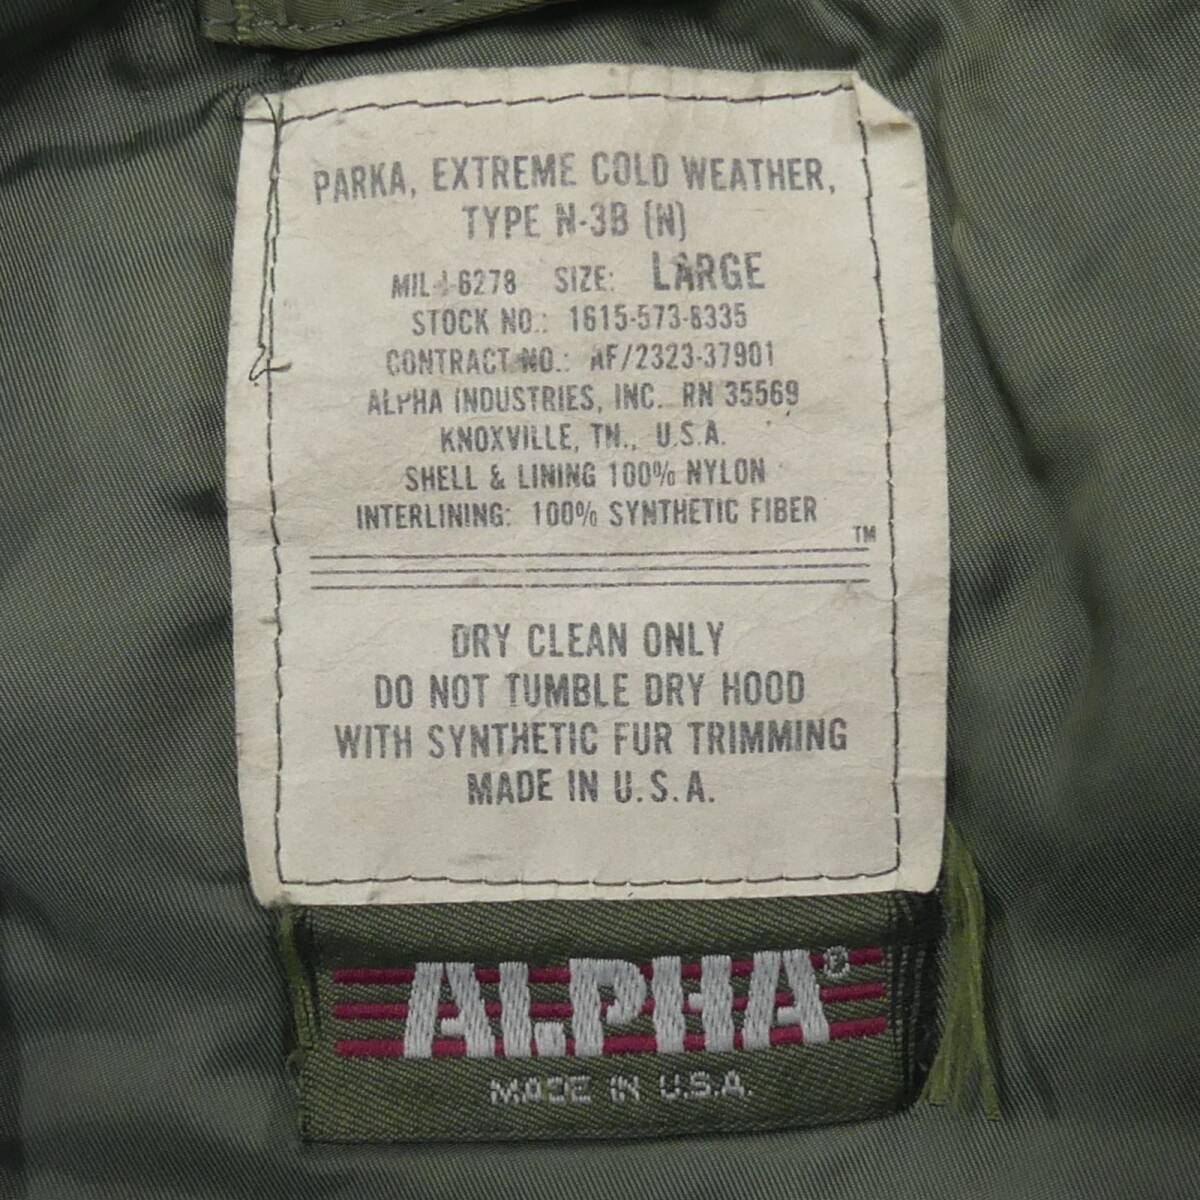 PARKA, EXTREME COLD WEATHER,
TYPE N-3B (N)
MIL-J-6278 SIZE: LARGE
STOCK NO.: 1615-573-8335
CONTRACT NO.: AF/2323-37901
ALPHA INDUSTRIES, INC. RN 35569
KNOXVILLE, TN., U.S.A.
SHELL & LINING 100% NYLON
INTERLINING: 100% SYNTHETIC FIBER
TM
DRY CLEAN ONLY
DO NOT TUMBLE DRY HOOD
WITH SYNTHETIC FUR TRIMMING
MADE IN U.S.A.
ALPHA®
MADE IN U.S.A.